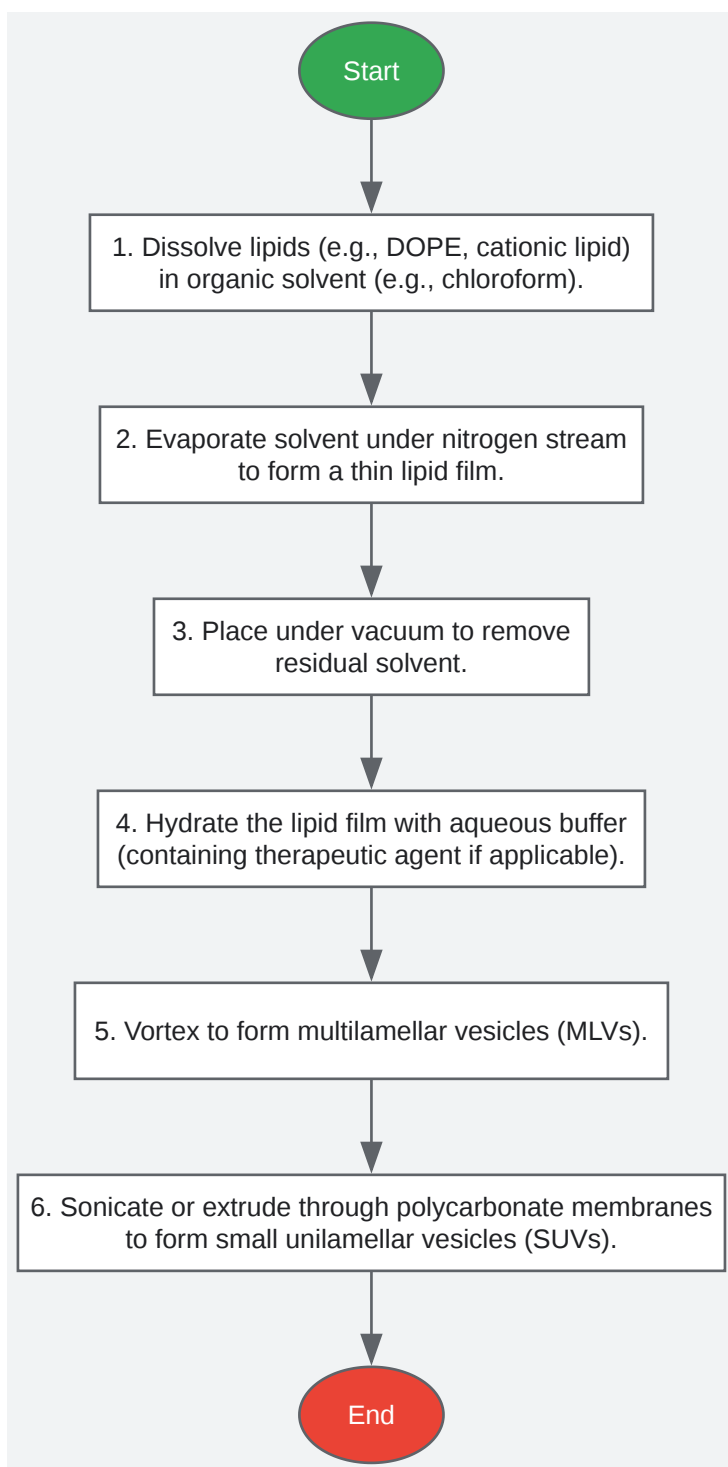 Start
1. Dissolve lipids (e.g., DOPE, cationic lipid)
in organic solvent (e.g., chloroform).
2. Evaporate solvent under nitrogen stream
to form a thin lipid film.
3. Place under vacuum to remove
residual solvent.
4. Hydrate the lipid film with aqueous buffer
(containing therapeutic agent if applicable).
5. Vortex to form multilamellar vesicles (MLVs).
6. Sonicate or extrude through polycarbonate membranes
to form small unilamellar vesicles (SUVs).
End